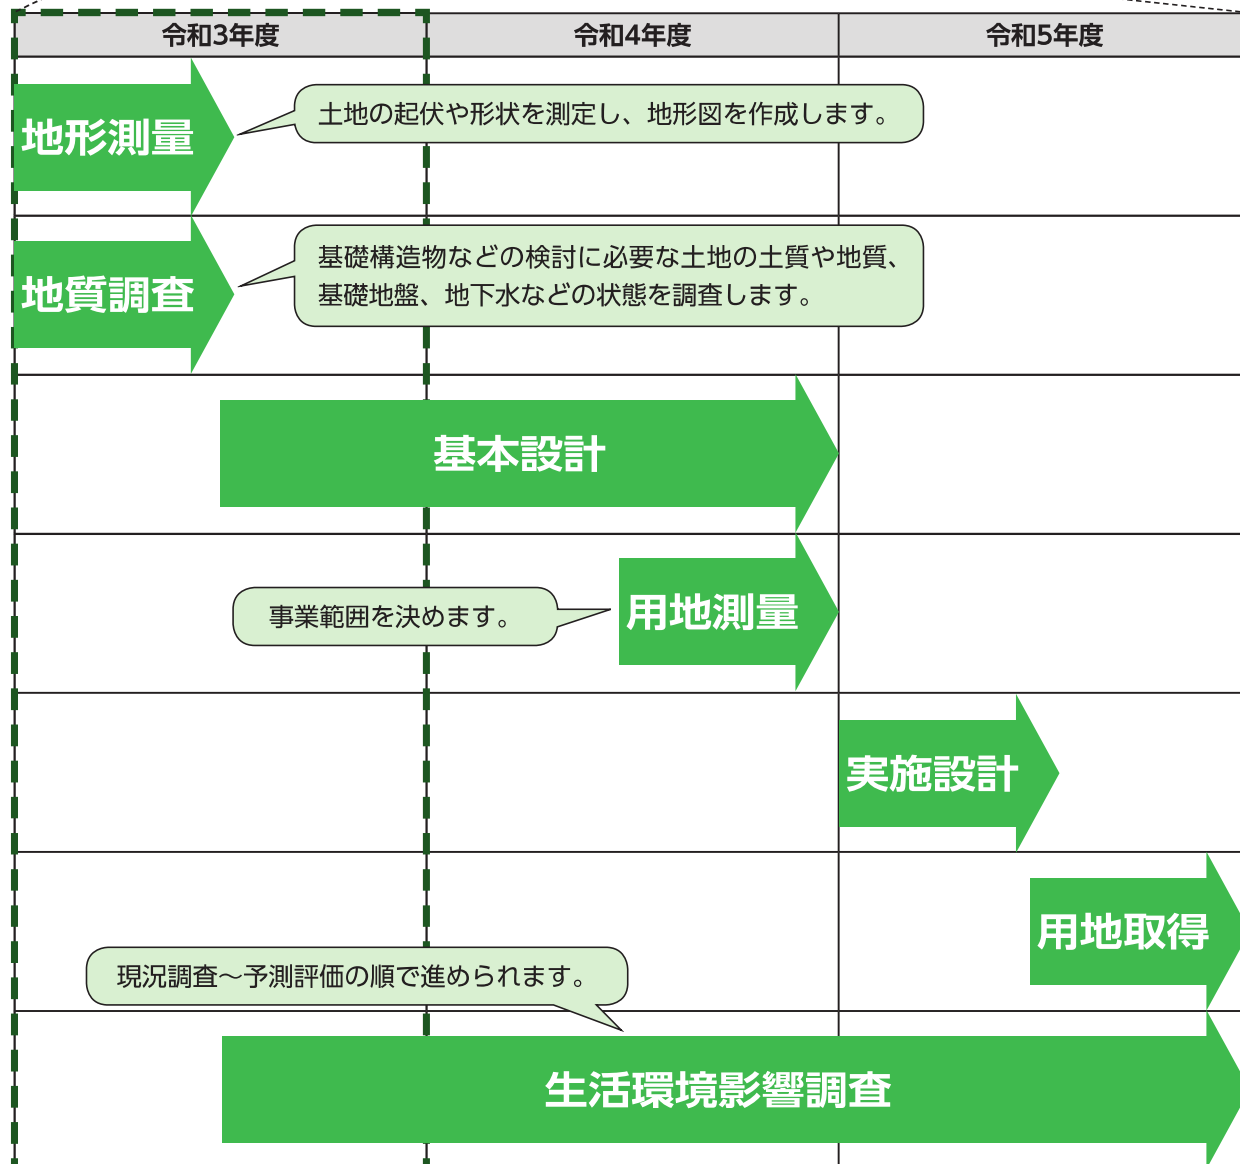 令和3年度
令和4年度
令和5年度
地形測量
土地の起伏や形状を測定し、地形図を作成します。
地質調査
基礎構造物などの検討に必要な土地の土質や地質、
基礎地盤、地下水などの状態を調査します。
基本設計
事業範囲を決めます。
用地測量
実施設計
用地取得
現況調査～予測評価の順で進められます。
生活環境影響調査